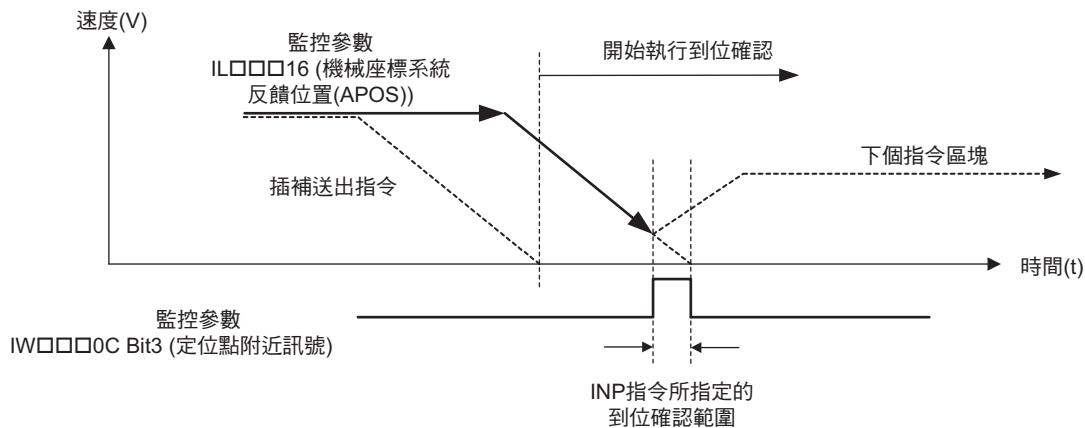 速度(V)
監控參數
IL□□□16 (機械座標系統
反饋位置(APOS))
開始執行到位確認
插補送出指令
下個指令區塊
時間(t)
監控參數
IW□□□0C Bit3 (定位點附近訊號)
INP指令所指定的
到位確認範圍